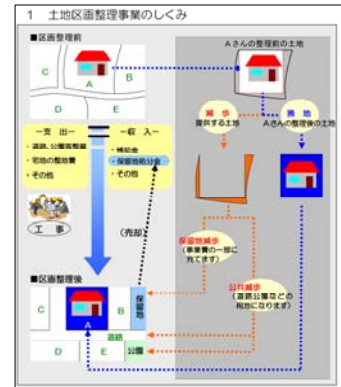 1 土地区画整理事業のしくみ
■区画整理前
C
A
B
D
E
Aさんの整理前の土地
減歩
提供する土地
換地
Aさんの整理後の土地
－支 出－
・道路、公園等整備
・宅地の整地費
・その他
－収 入－
・補助金
・保留地処分金
・その他
工 事
(売却)
保留地減歩
(事業費の一部に
充てます)
公共減歩
(道路公園などの
用地になります)
■区画整理後
C
A
B
保留地
道路
D
E
公園